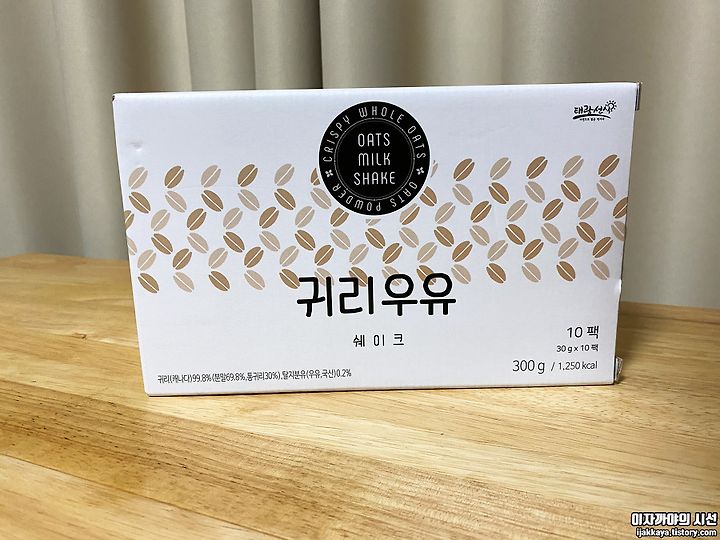 태광선식
CRISPY WHOLE OATS
OATS
MILK
SHAKE
OATS POWDER
귀리우유
쉐이크
10 팩
30 g x 10 팩
300 g / 1,250 kcal
귀리(캐나다)99.8%(분말69.8%,통귀리30%),탈지분유(우유,국산)0.2%
이자까야의 시선
ijakkaya.tistory.com